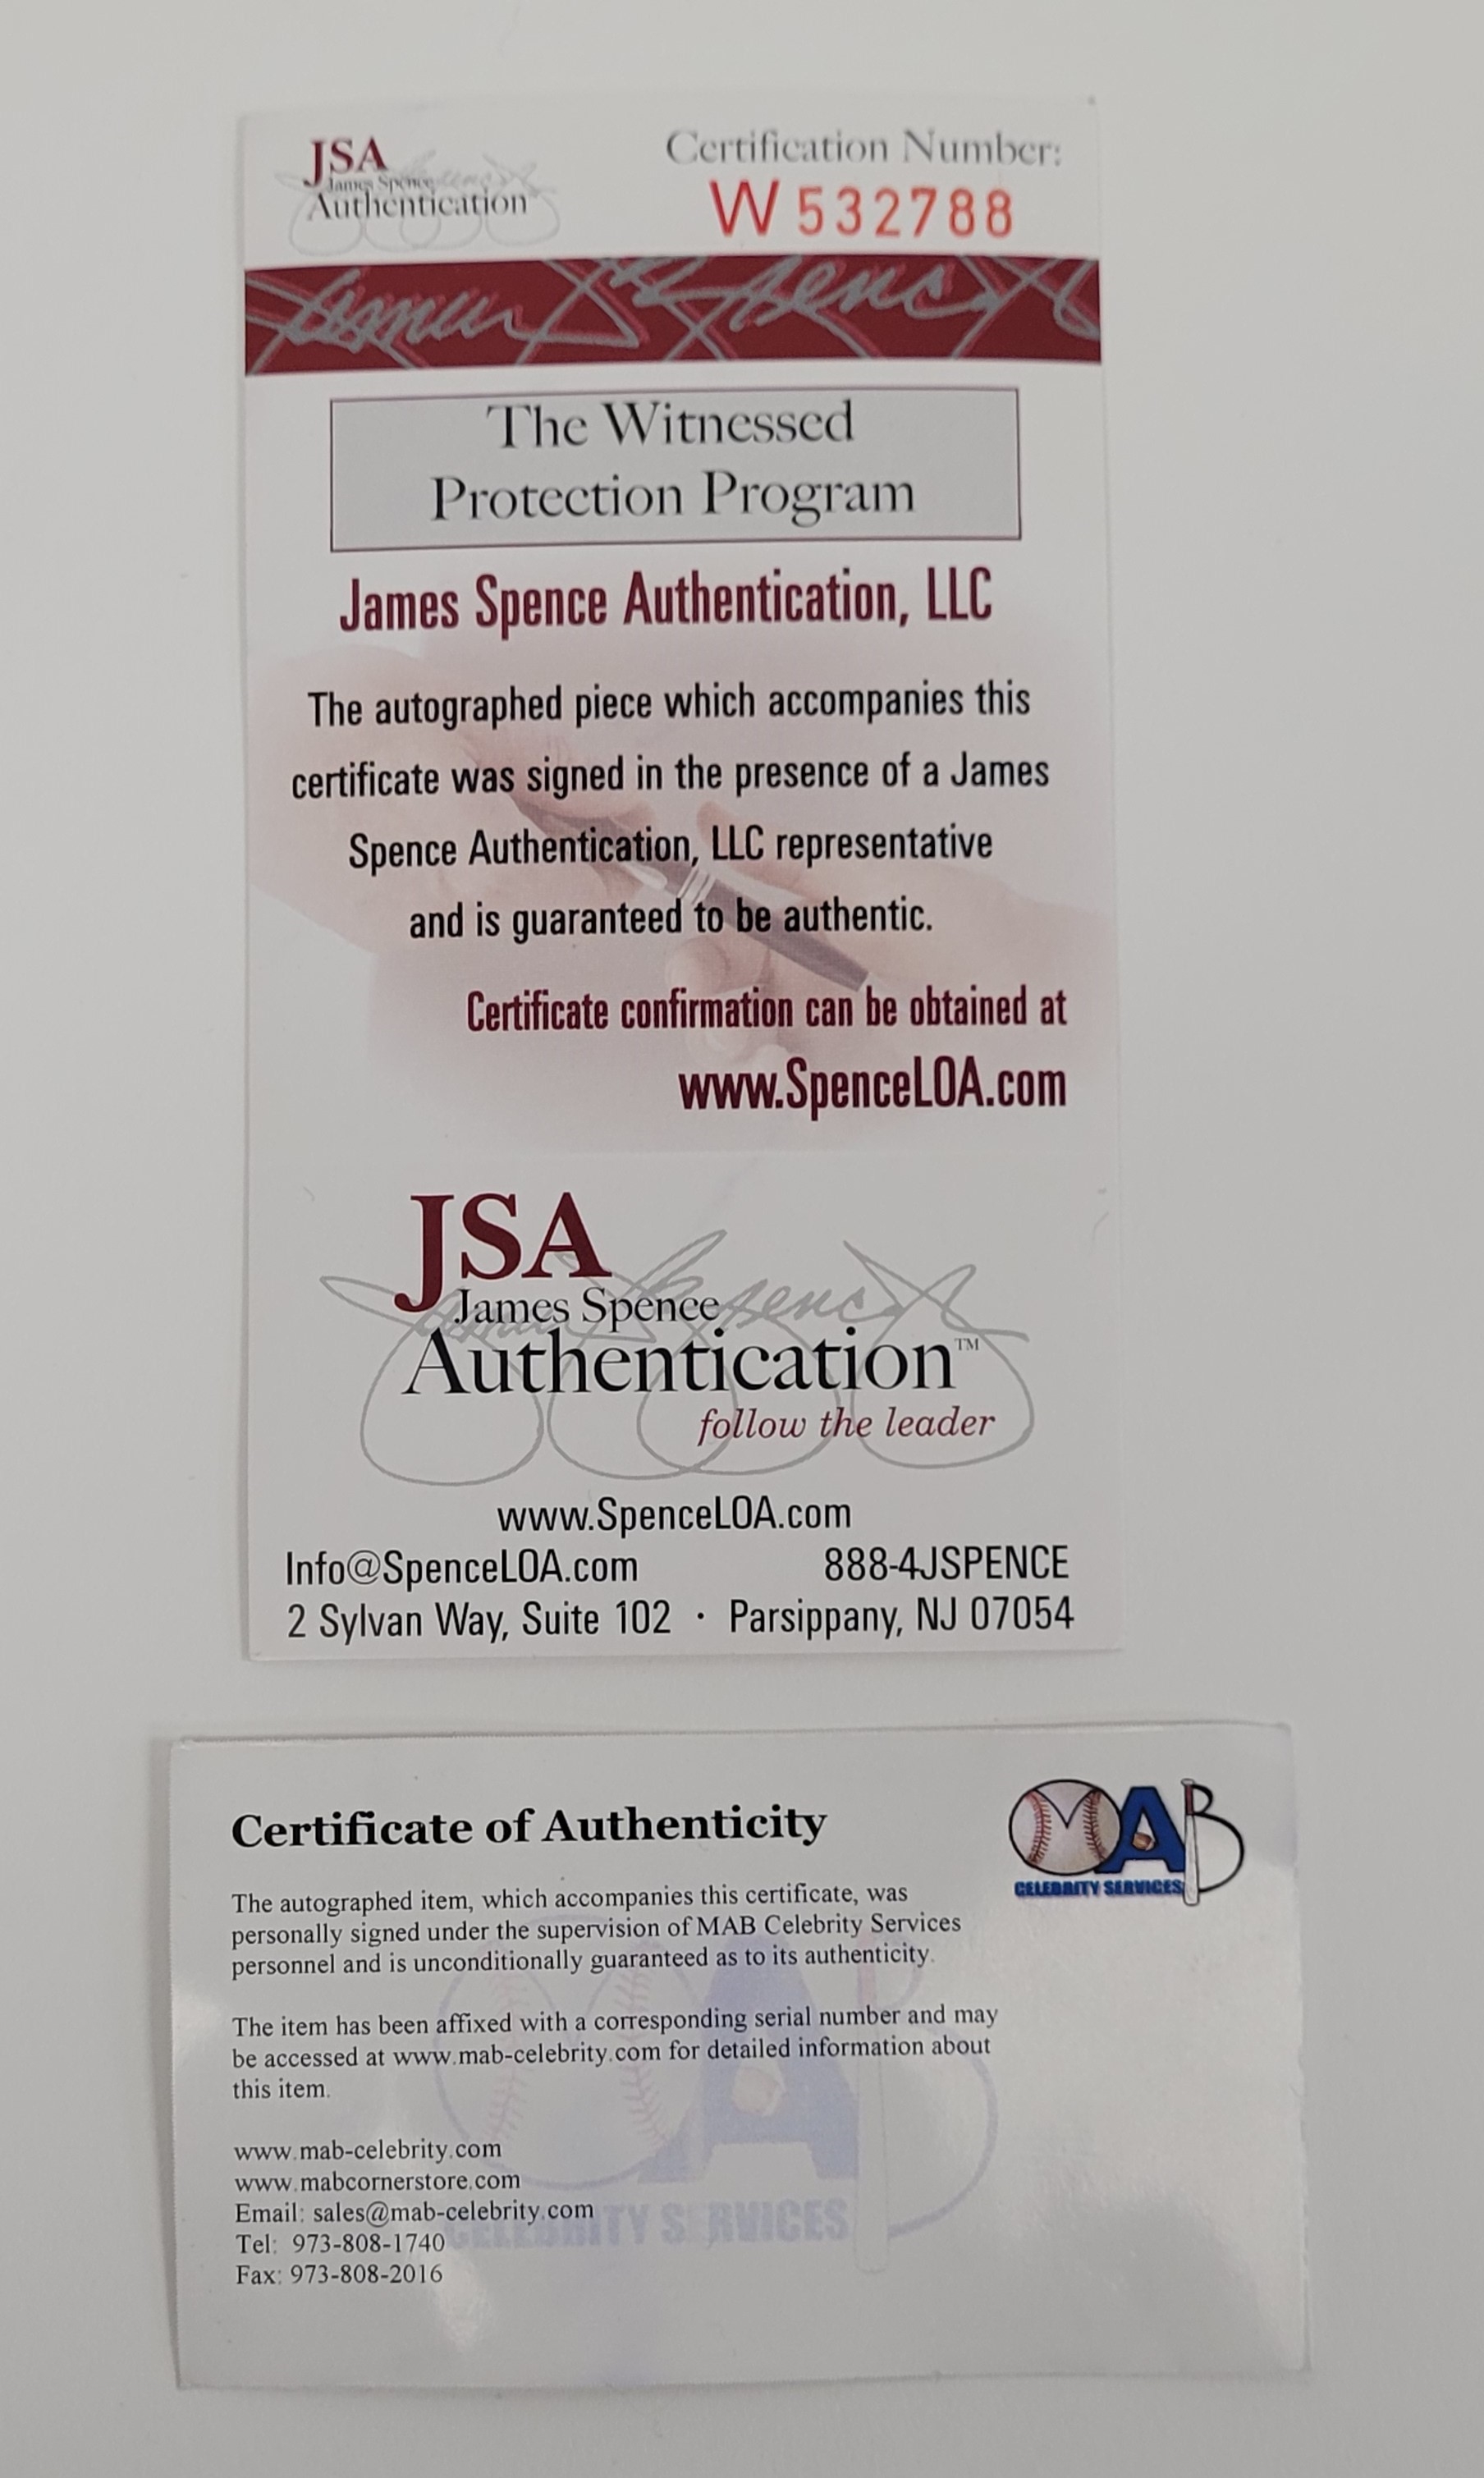 JSA
James Spence
Authentication
Certification Number:
W532788
James Spence
The Witnessed
Protection Program
James Spence Authentication, LLC
The autographed piece which accompanies this
certificate was signed in the presence of a James
Spence Authentication, LLC representative
and is guaranteed to be authentic.
Certificate confirmation can be obtained at
www.SpenceLOA.com
JSA
James Spence
Authentication™
follow the leader
www.SpenceLOA.com
Info@SpenceLOA.com 888-4JSPENCE
2 Sylvan Way, Suite 102 · Parsippany, NJ 07054
MAB
CELEBRITY SERVICES
Certificate of Authenticity
The autographed item, which accompanies this certificate, was
personally signed under the supervision of MAB Celebrity Services
personnel and is unconditionally guaranteed as to its authenticity.
The item has been affixed with a corresponding serial number and may
be accessed at www.mab-celebrity.com for detailed information about
this item.
www.mab-celebrity.com
www.mabcornerstore.com
Email: sales@mab-celebrity.com
Tel: 973-808-1740
Fax: 973-808-2016
MAB
CELEBRITY SERVICES